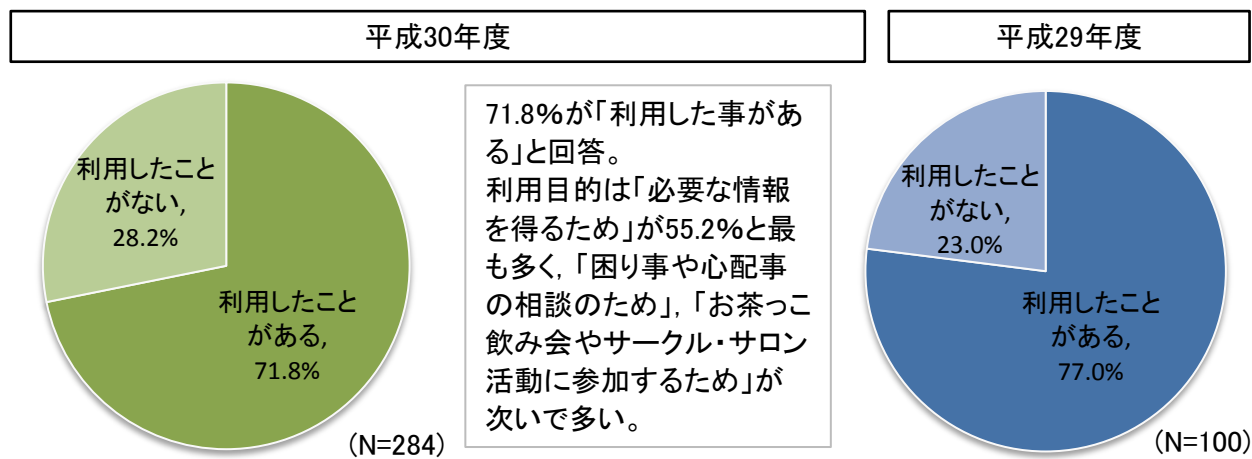 平成30年度
利用したこと
がない,
28.2%
利用したこと
がある,
71.8%
(N=284)
71.8%が「利用した事があ
る」と回答。
利用目的は「必要な情報
を得るため」が55.2%と最
も多く,「困り事や心配事
の相談のため」,「お茶っこ
飲み会やサークル・サロン
活動に参加するため」が
次いで多い。
平成29年度
利用したこと
がない,
23.0%
利用したこと
がある,
77.0%
(N=100)